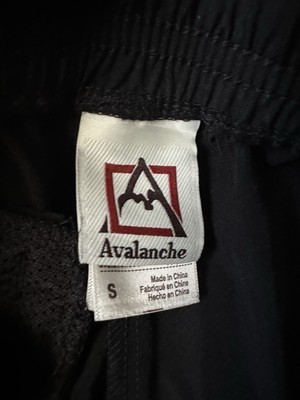 Avalanche
S
Made in China
Fabriqué en Chine
Hecho en China